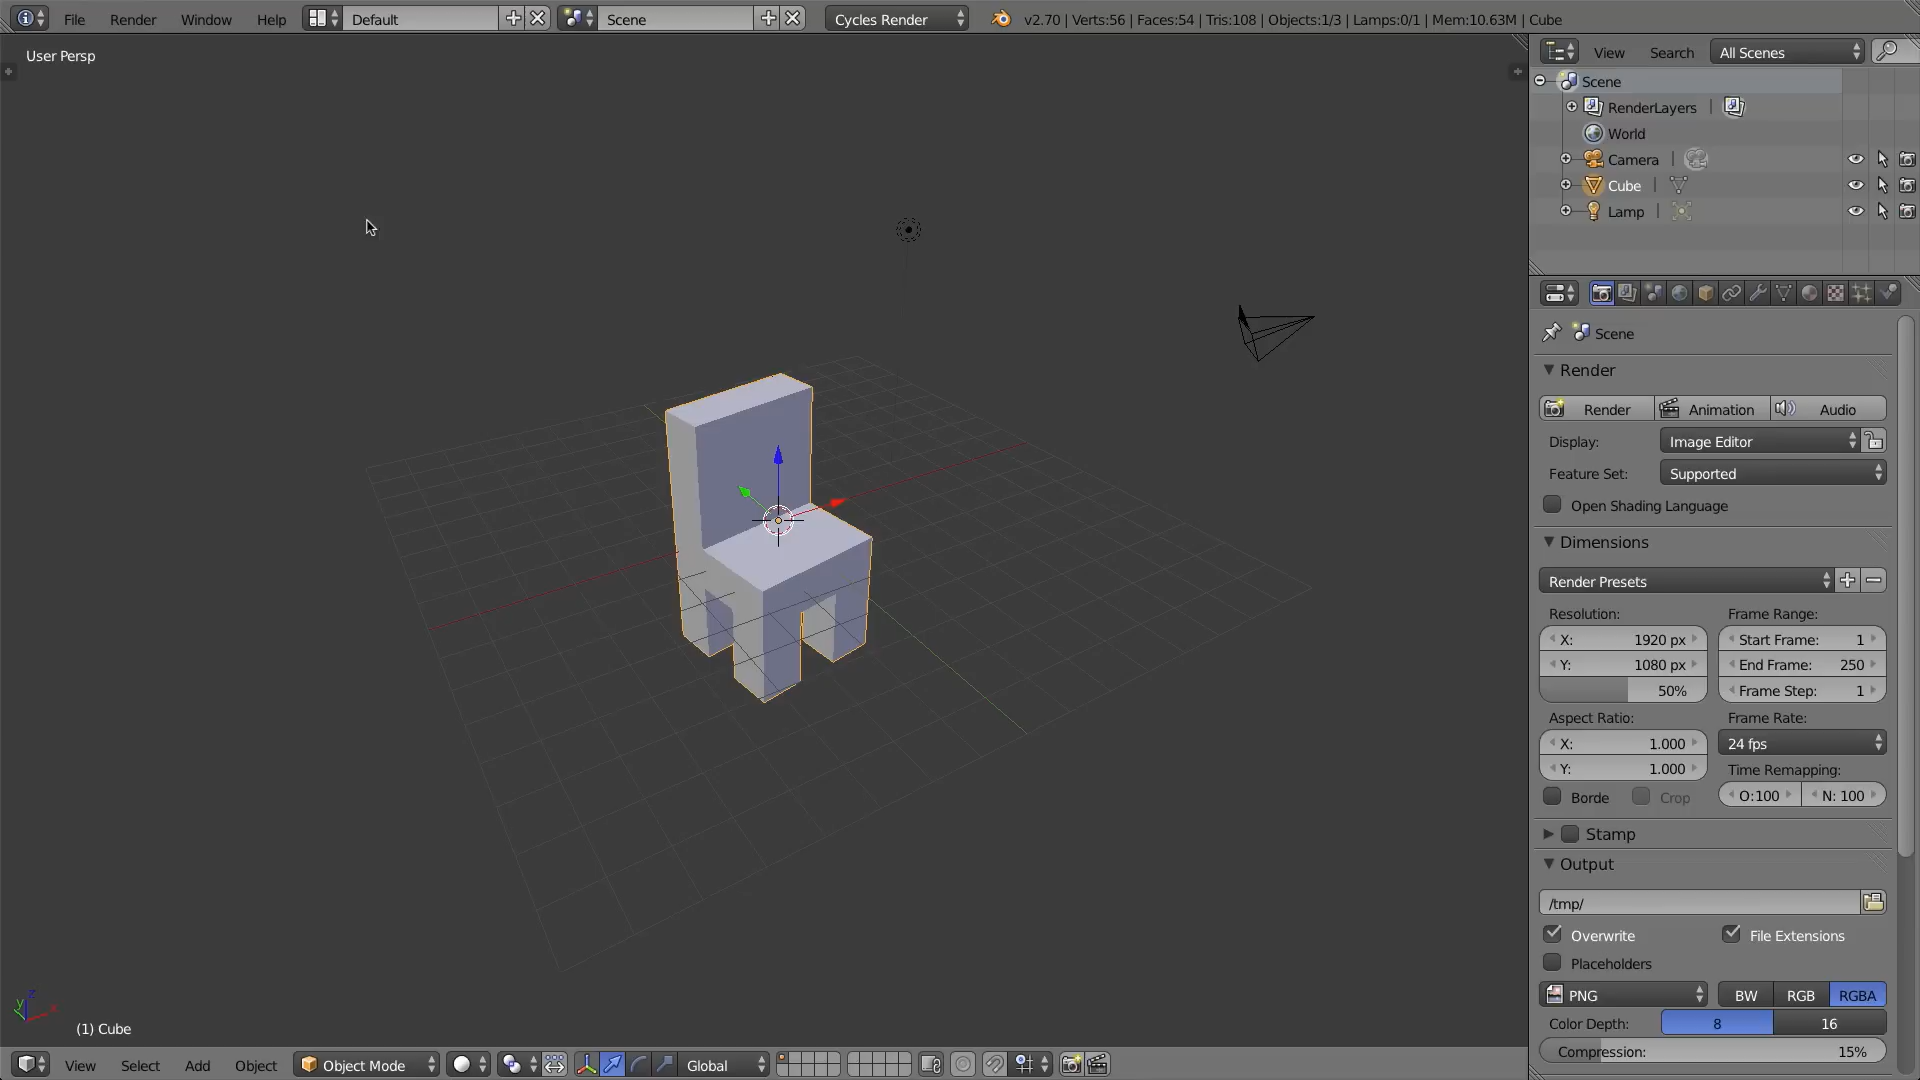 File Render Window Help Default Scene Cycles Render v2.70 | Verts:56 | Faces:54 | Tris:108 | Objects:1/3 | Lamps:0/1 | Mem:10.63M | Cube
User Persp
View Search All Scenes
Scene
RenderLayers
World
Camera
Cube
Lamp
Scene
Render
Render Animation Audio
Display: Image Editor
Feature Set: Supported
Open Shading Language
Dimensions
Render Presets
Resolution: Frame Range:
X: 1920 px Start Frame: 1
Y: 1080 px End Frame: 250
50% Frame Step: 1
Aspect Ratio: Frame Rate:
X: 1.000 24 fps
Y: 1.000 Time Remapping:
Borde Crop O:100 N: 100
Stamp
Output
/tmp/
Overwrite File Extensions
Placeholders
PNG BW RGB RGBA
Color Depth: 8 16
Compression: 15%
z
y x
(1) Cube
View Select Add Object Object Mode Global